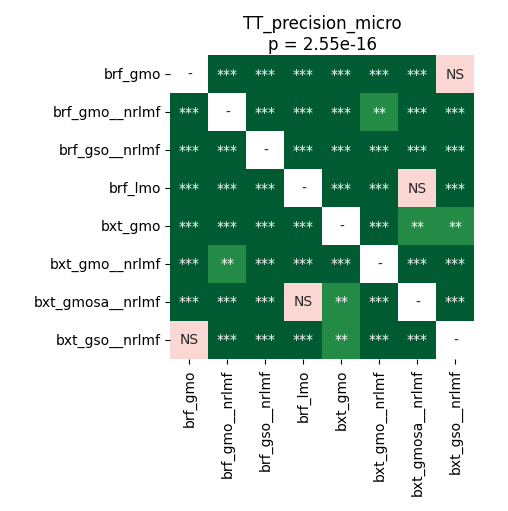 TT_precision_micro
p = 2.55e-16
brf_gmo - *** *** *** *** *** *** NS
brf_gmo__nrlmf *** - *** *** *** ** *** ***
brf_gso__nrlmf *** *** - *** *** *** *** ***
brf_lmo *** *** *** - *** *** NS ***
bxt_gmo *** *** *** *** - *** ** **
bxt_gmo__nrlmf *** ** *** *** *** - *** ***
bxt_gmosa__nrlmf *** *** *** NS ** *** - ***
bxt_gso__nrlmf NS *** *** *** ** *** *** -
brf_gmo
brf_gmo__nrlmf
brf_gso__nrlmf
brf_lmo
bxt_gmo
bxt_gmo__nrlmf
bxt_gmosa__nrlmf
bxt_gso__nrlmf